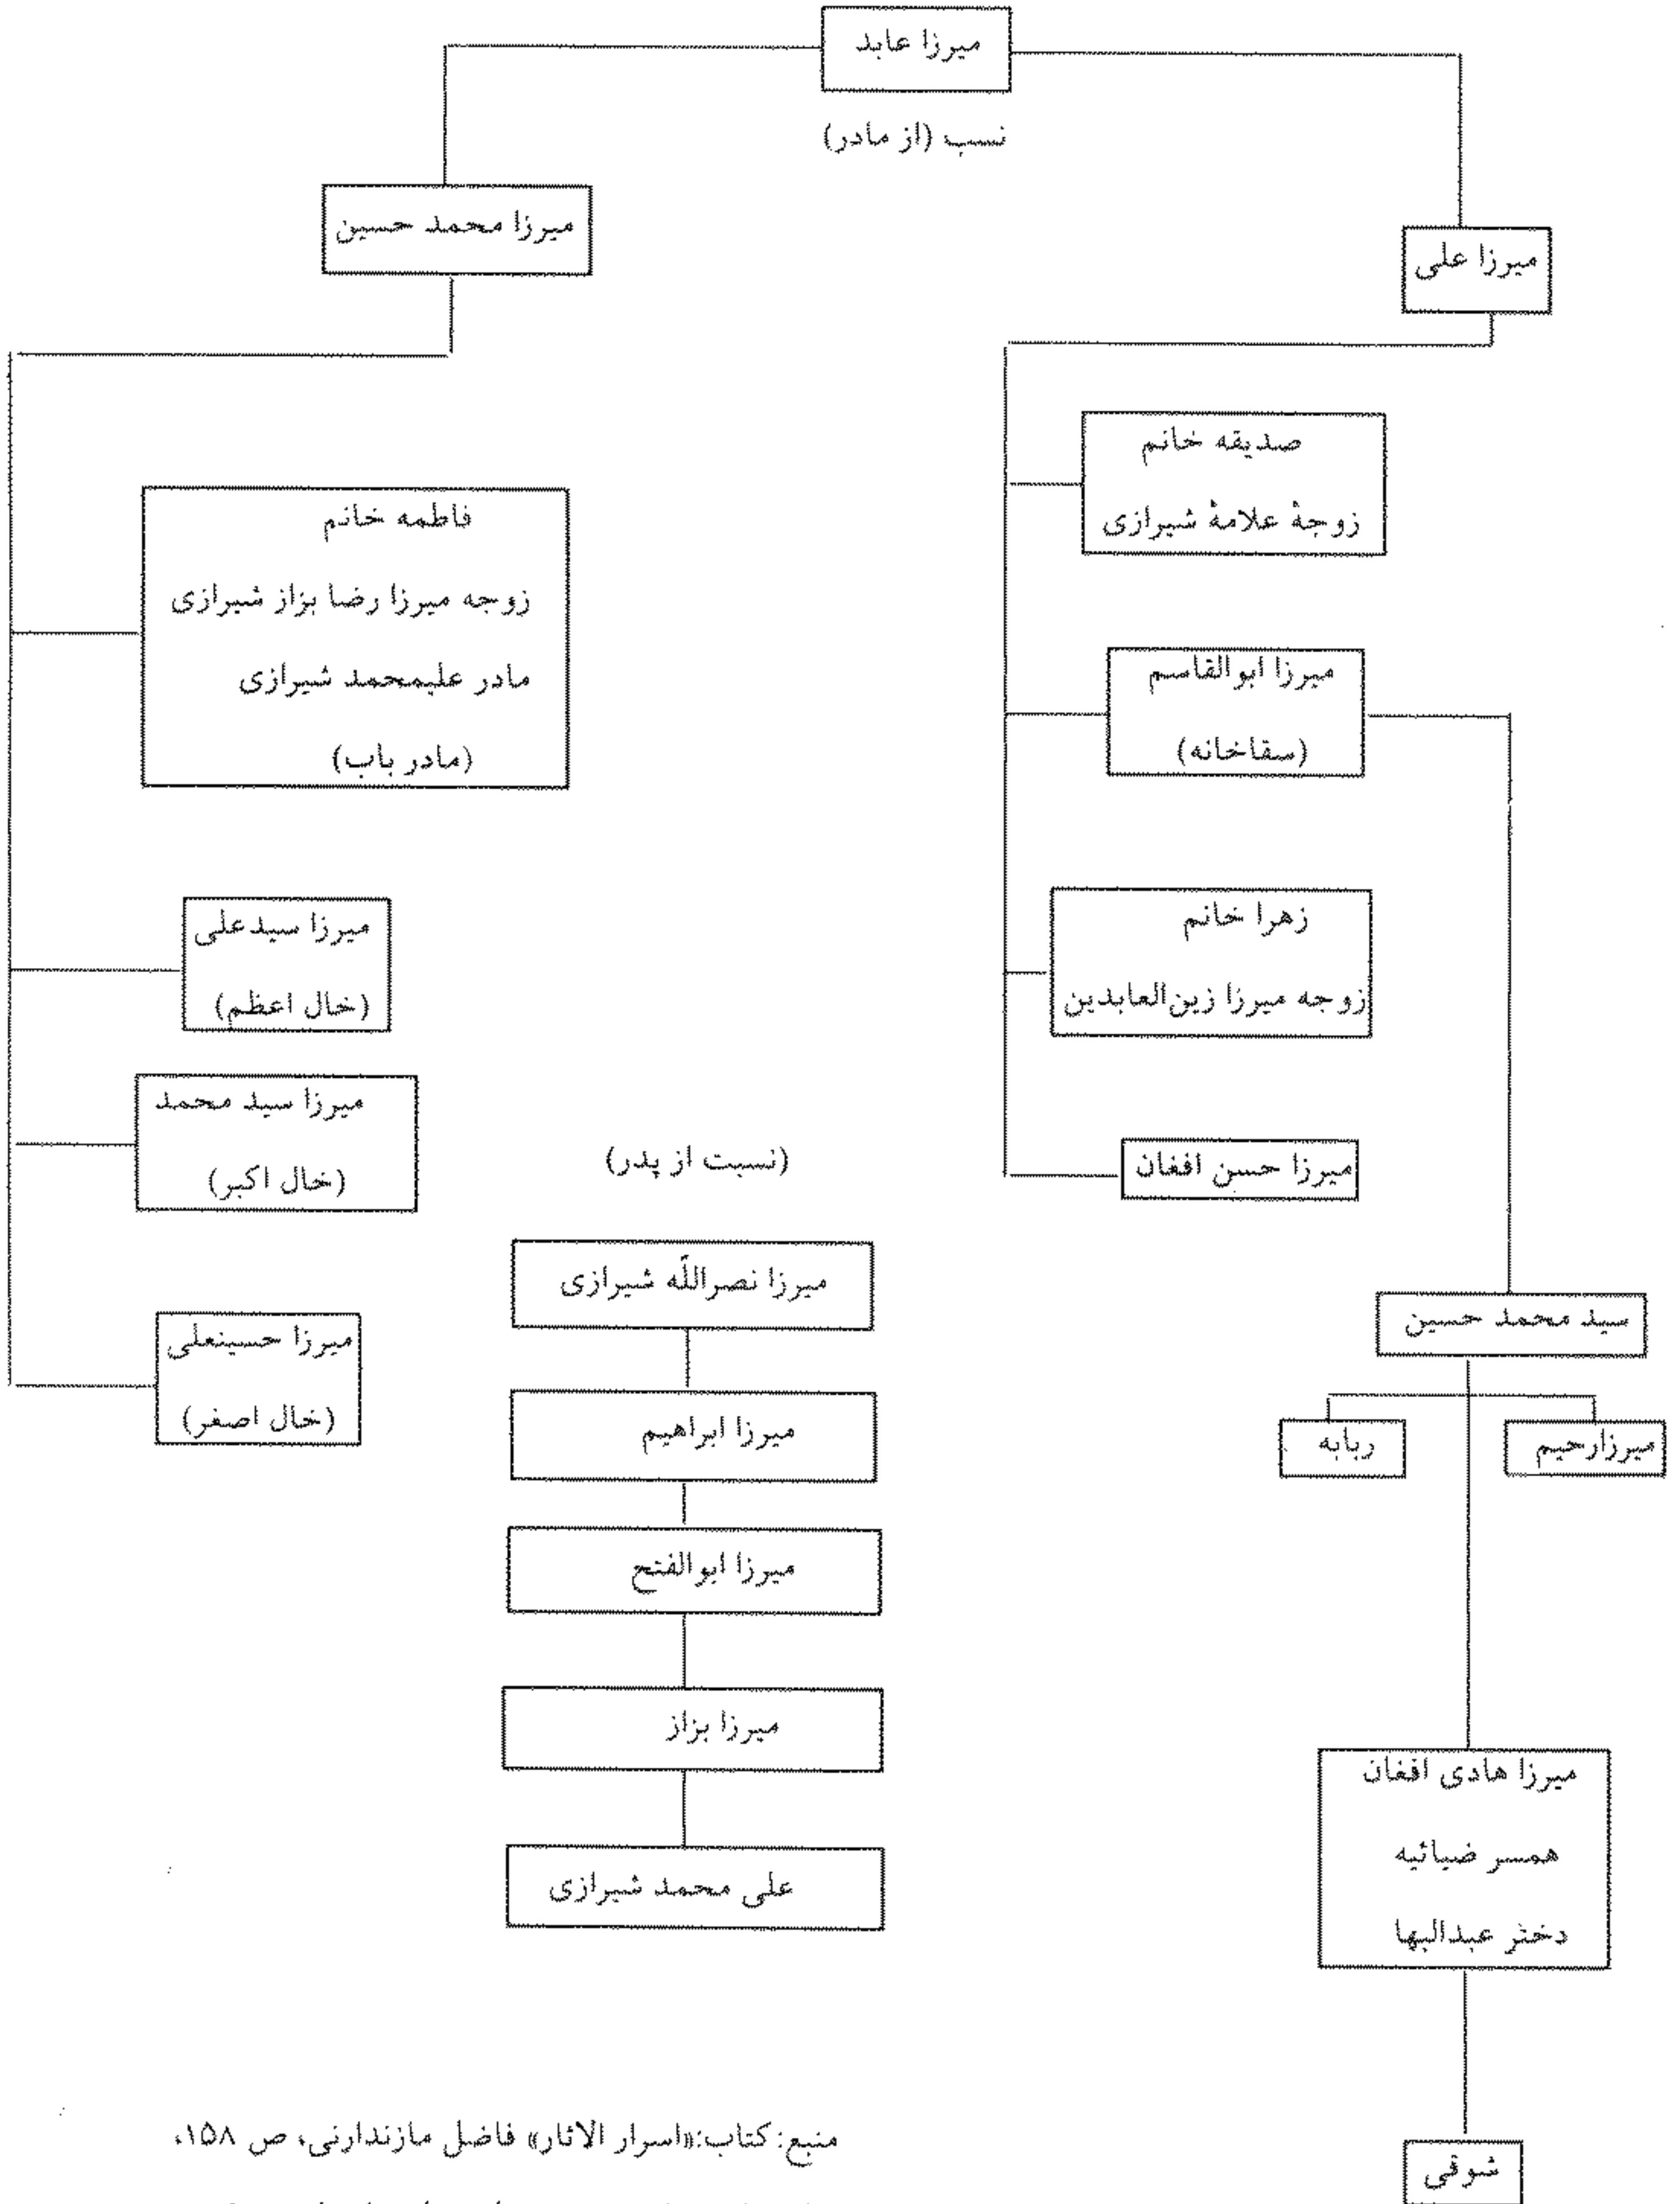 میرزا عابد
نسب (از مادر)
میرزا علی
صدیقه خانم
زوجهٔ علامهٔ شیرازی
میرزا ابوالقاسم
(سقاخانه)
زهرا خانم
زوجه میرزا زین‌العابدین
میرزا حسن افغان
سید محمد حسین
میرزارحیم
ربابه
میرزا هادی افغان
همسر ضیائیه
دختر عبدالبها
شوقی
میرزا محمد حسین
فاطمه خانم
زوجه میرزا رضا بزاز شیرازی
مادر علیمحمد شیرازی
(مادر باب)
میرزا سیدعلی
(خال اعظم)
میرزا سید محمد
(خال اکبر)
میرزا حسینعلی
(خال اصغر)
(نسبت از پدر)
میرزا نصراللّه شیرازی
میرزا ابراهیم
میرزا ابوالفتح
میرزا بزاز
علی محمد شیرازی
منبع: کتاب:«اسرار الاثار» فاضل مازندارنی، ص ۱۵۸،